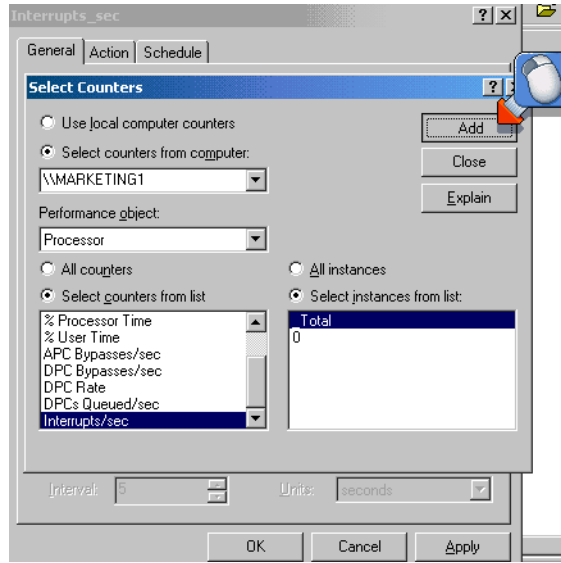 Interrupts_sec
General Action Schedule
Select Counters
Use local computer counters
Select counters from computer:
\\MARKETING1
Performance object:
Processor
All counters
Select counters from list
% Processor Time
% User Time
APC Bypasses/sec
DPC Bypasses/sec
DPC Rate
DPCs Queued/sec
Interrupts/sec
Add
Close
Explain
All instances
Select instances from list:
_Total
0
Interval: 5 Units: seconds
OK Cancel Apply